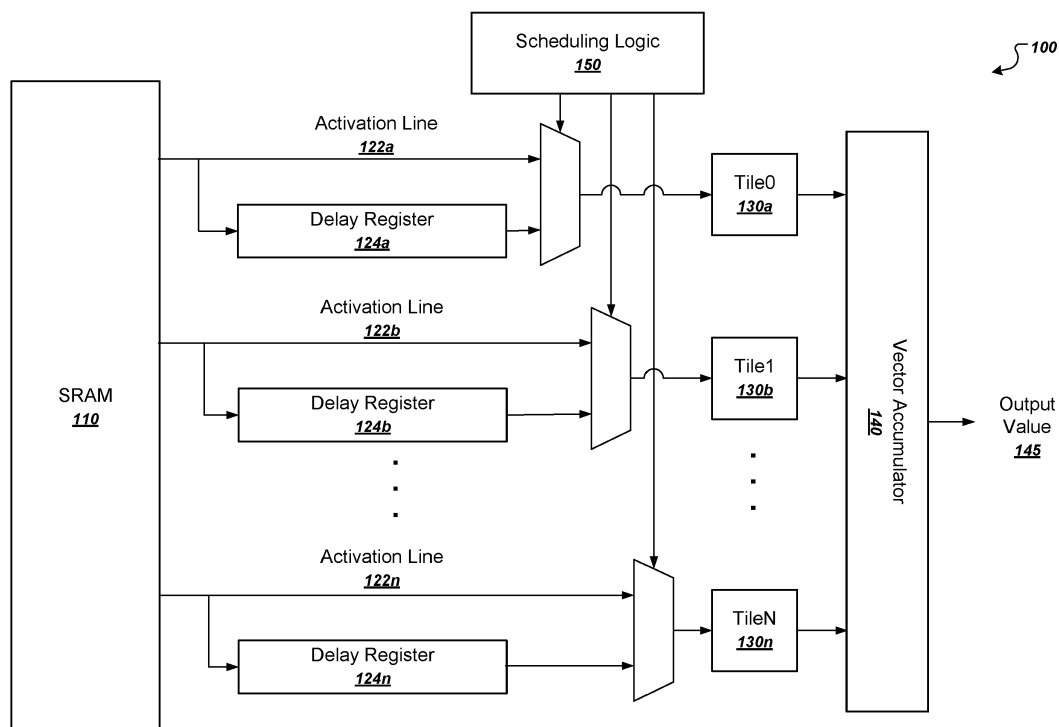 Scheduling Logic
150
100
Activation Line
122a
Delay Register
124a
Tile0
130a
Activation Line
122b
Delay Register
124b
Tile1
130b
SRAM
110
Vector Accumulator
140
Output
Value
145
Activation Line
122n
Delay Register
124n
TileN
130n